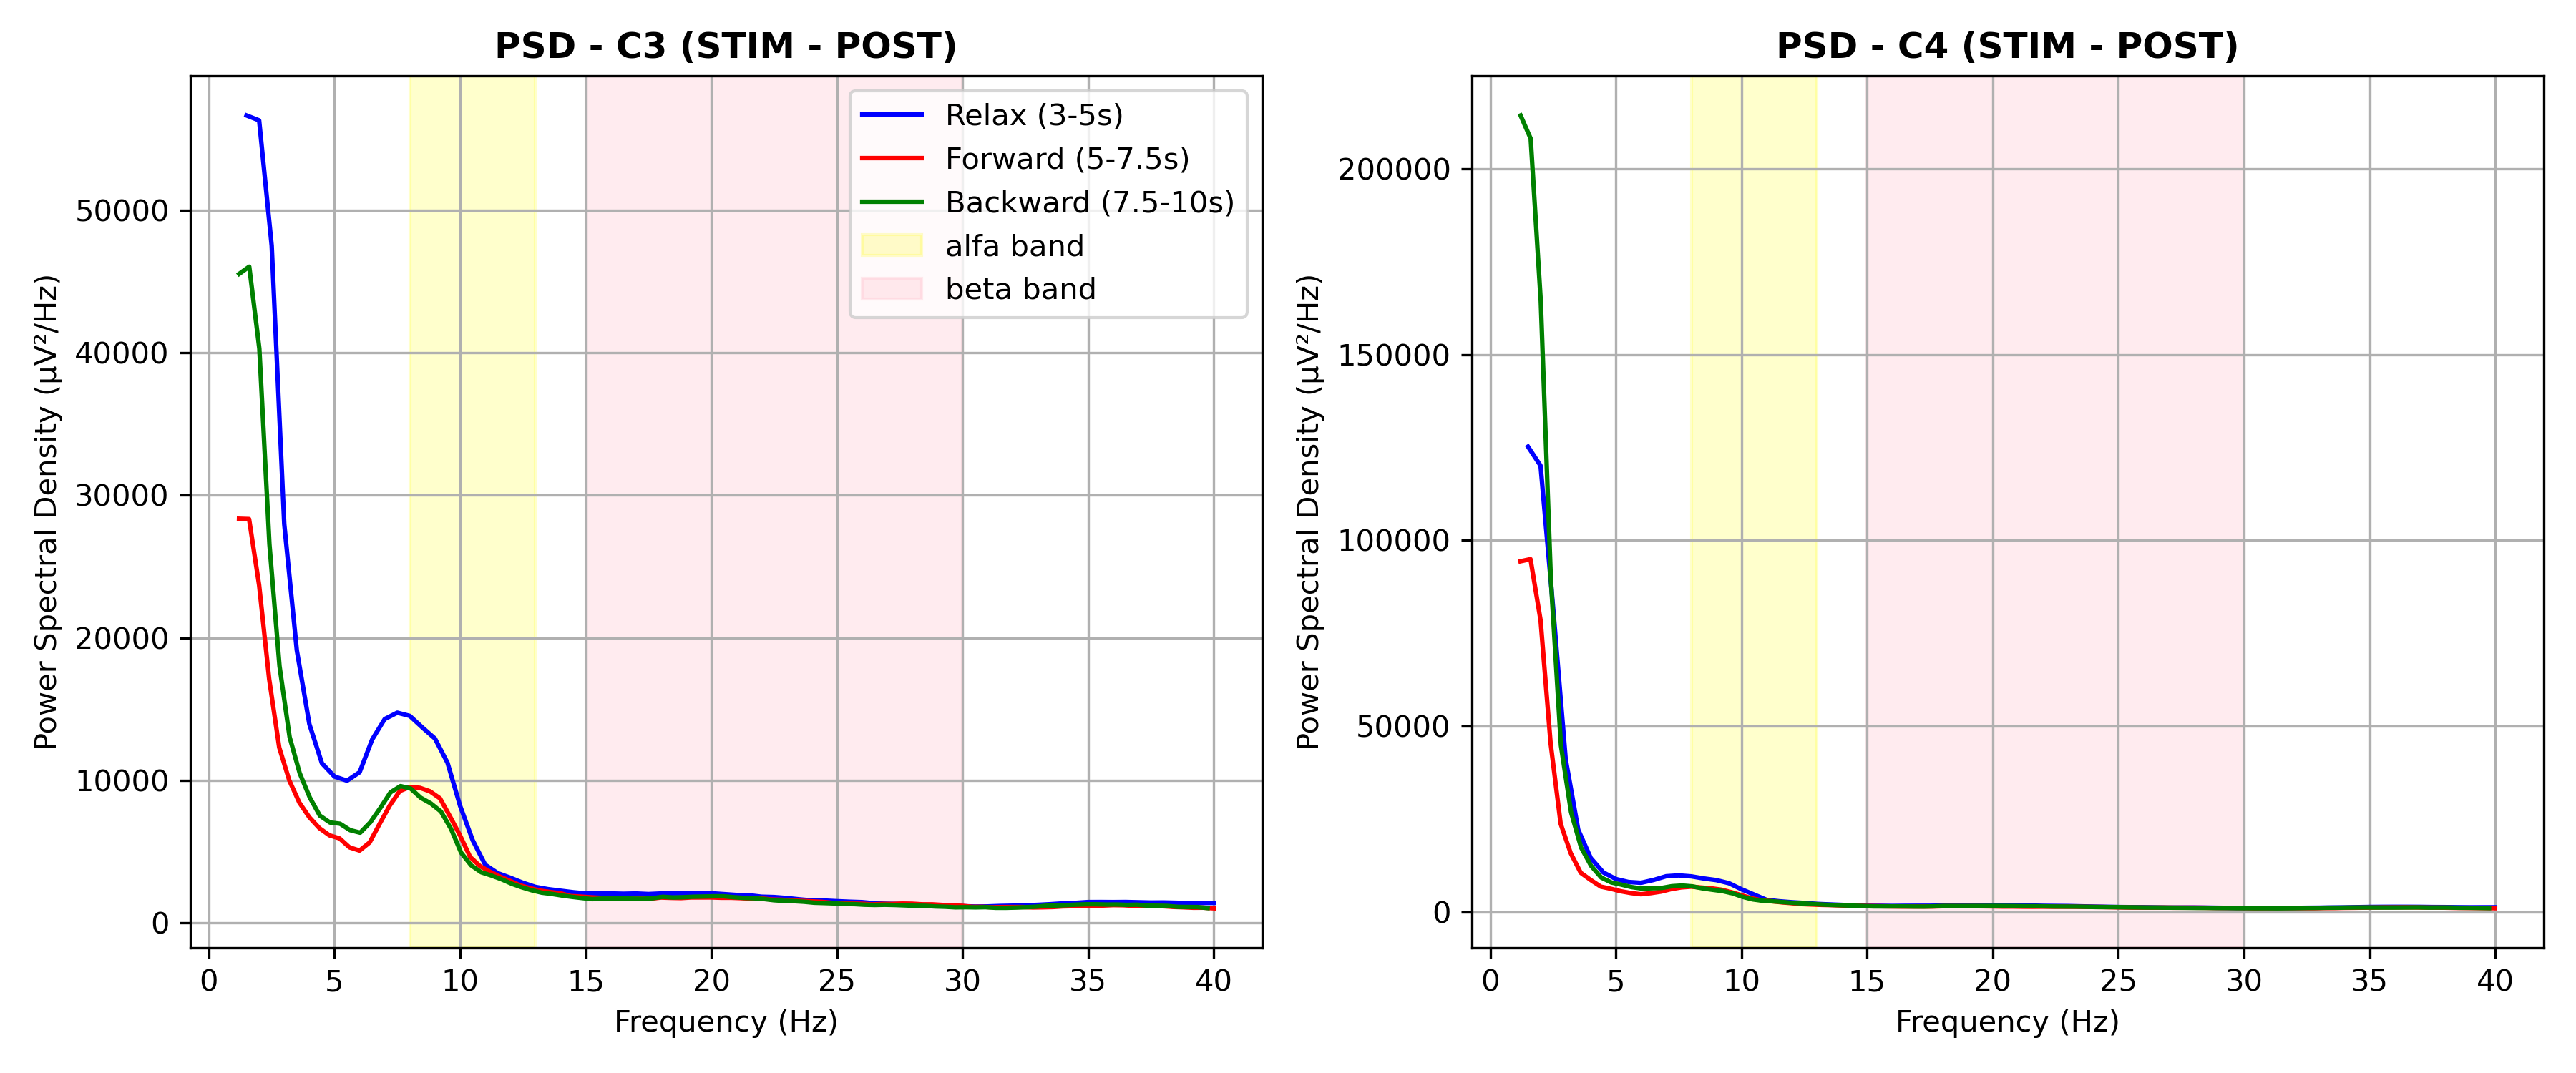 PSD - C3 (STIM - POST)
Power Spectral Density (µV²/Hz)
50000
40000
30000
20000
10000
0
Relax (3-5s)
Forward (5-7.5s)
Backward (7.5-10s)
alfa band
beta band
0 5 10 15 20 25 30 35 40
Frequency (Hz)
PSD - C4 (STIM - POST)
Power Spectral Density (µV²/Hz)
200000
150000
100000
50000
0
0 5 10 15 20 25 30 35 40
Frequency (Hz)